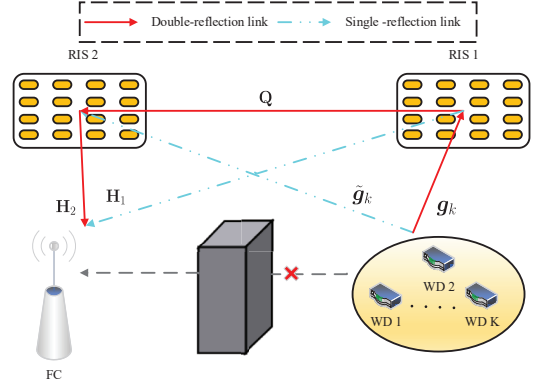 Double-reflection link
Single -reflection link
RIS 2
RIS 1
Q
H₂
H₁
g̃ₖ
gₖ
WD 2
WD 1
. . . .
WD K
FC